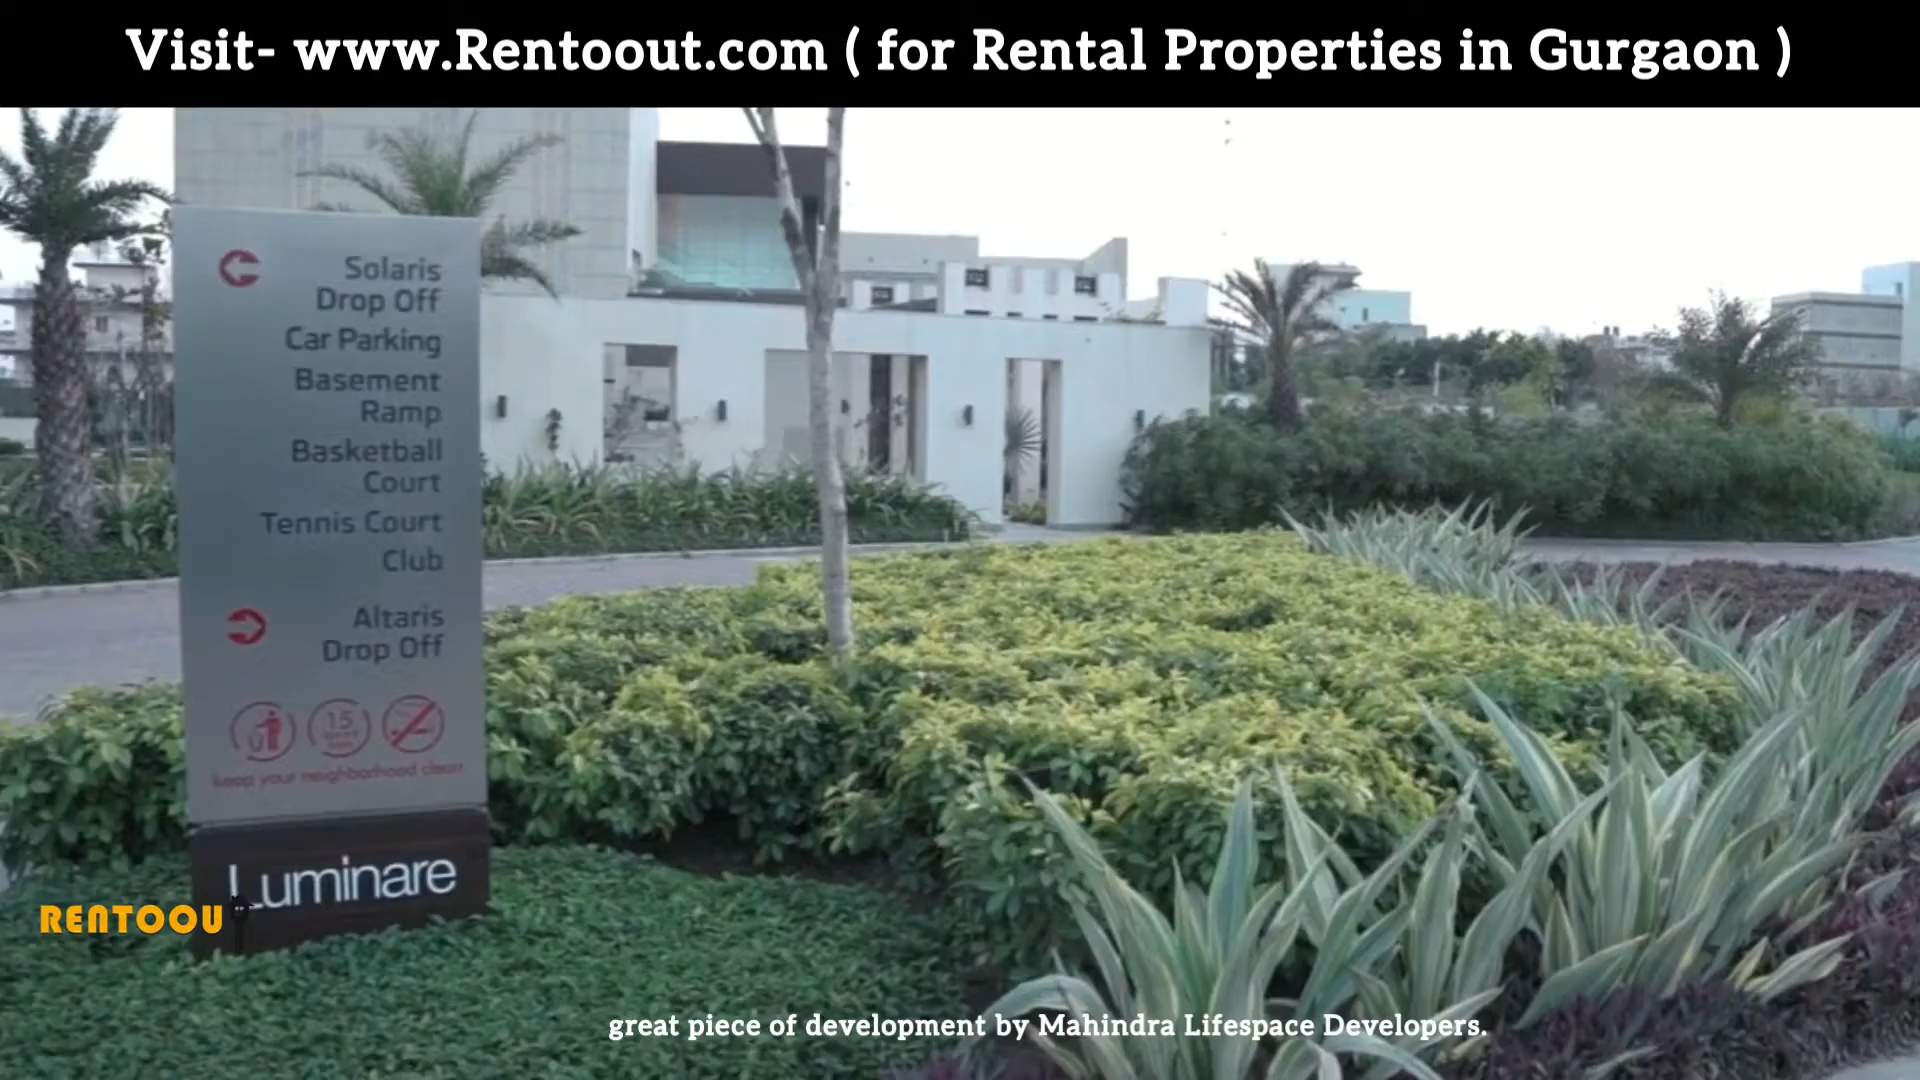 Visit- www.Rentoout.com ( for Rental Properties in Gurgaon )
Solaris
Drop Off
Car Parking
Basement
Ramp
Basketball
Court
Tennis Court
Club
Altaris
Drop Off
15
keep your neighborhood clean
Luminare
RENTOOU
great piece of development by Mahindra Lifespace Developers.